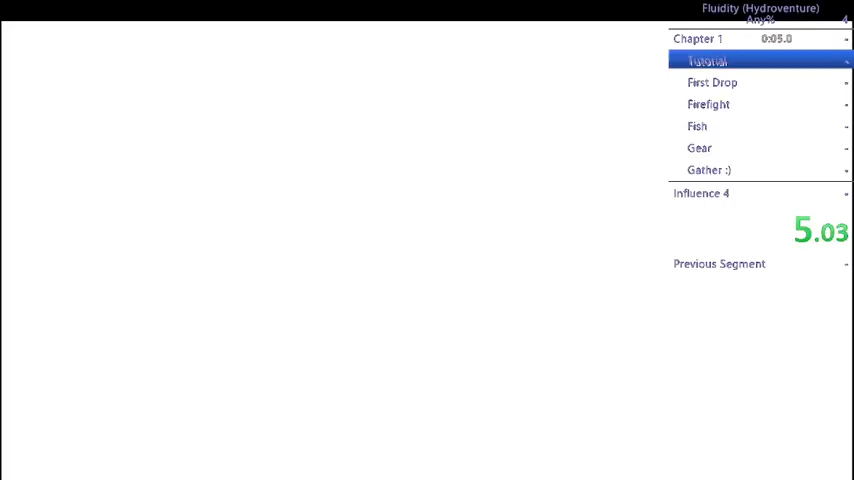 Fluidity (Hydroventure)
Any% 4
Chapter 1 0:05.0 -
Tutorial -
First Drop -
Firefight -
Fish -
Gear -
Gather :) -
Influence 4 -
5.03
Previous Segment -